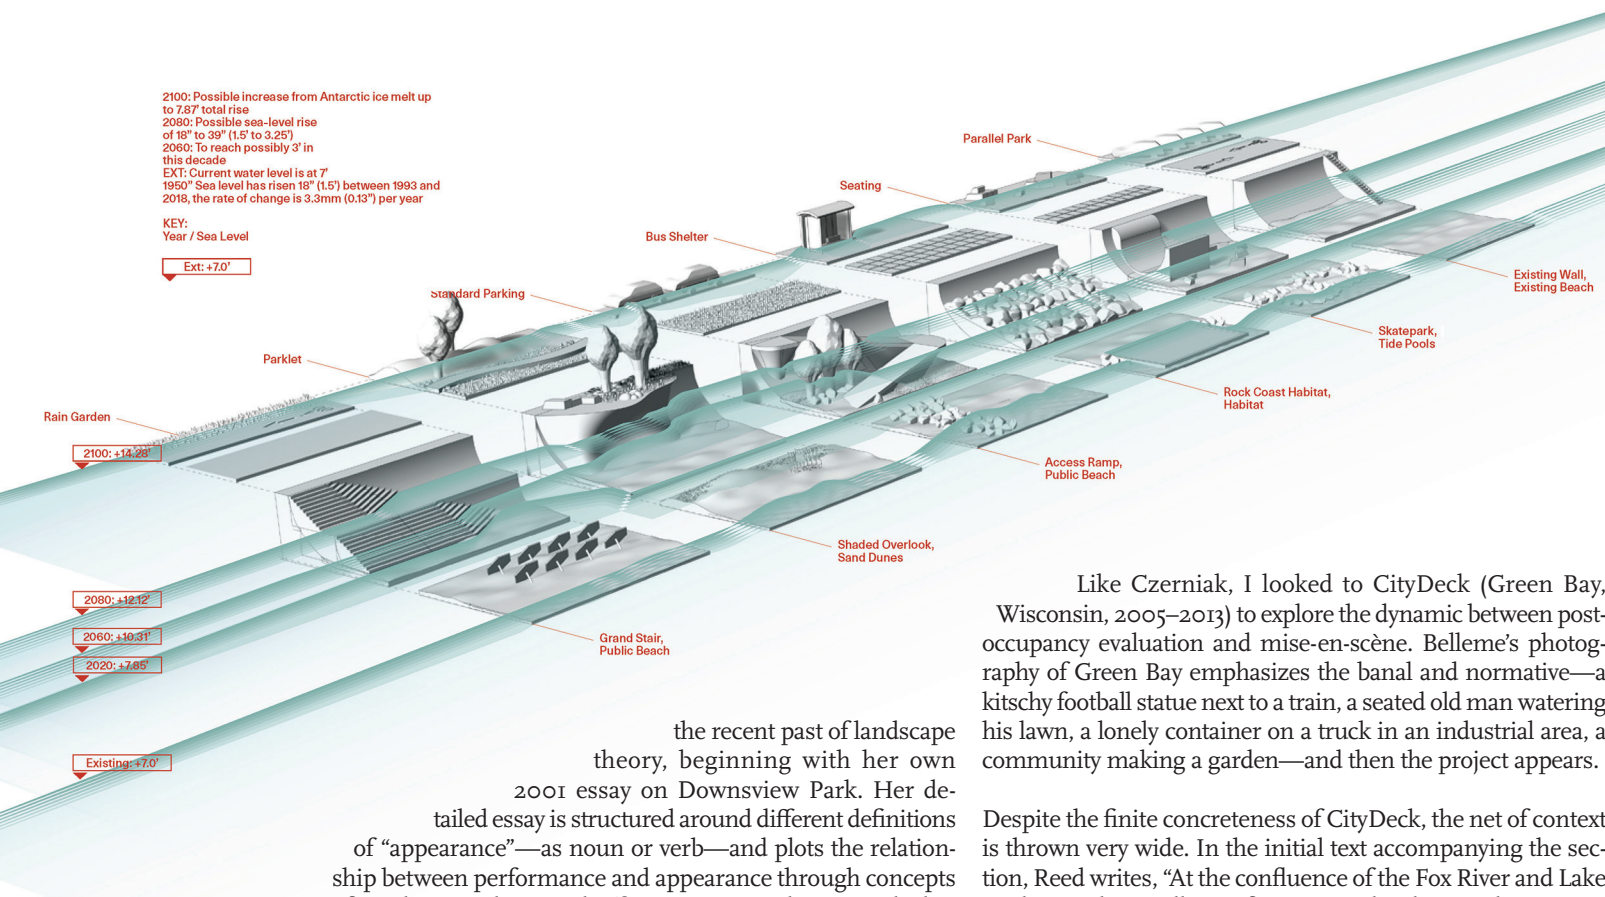 2100: Possible increase from Antarctic ice melt up
to 7.87' total rise
2080: Possible sea-level rise
of 18" to 39" (1.5' to 3.25')
2060: To reach possibly 3' in
this decade
EXT: Current water level is at 7'
1950" Sea level has risen 18" (1.5') between 1993 and
2018, the rate of change is 3.3mm (0.13") per year
KEY:
Year / Sea Level
Ext: +7.0'
Parallel Park
Seating
Bus Shelter
Standard Parking
Parklet
Rain Garden
2100: +14.28'
2080: +12.12'
2060: +10.31'
2020: +7.85'
Existing: +7.0'
Existing Wall,
Existing Beach
Skatepark,
Tide Pools
Rock Coast Habitat,
Habitat
Access Ramp,
Public Beach
Shaded Overlook,
Sand Dunes
Grand Stair,
Public Beach
the recent past of landscape
theory, beginning with her own
2001 essay on Downsview Park. Her de-
tailed essay is structured around different definitions
of “appearance”—as noun or verb—and plots the relation-
ship between performance and appearance through concepts
Like Czerniak, I looked to CityDeck (Green Bay,
Wisconsin, 2005–2013) to explore the dynamic between post-
occupancy evaluation and mise-en-scène. Belleme’s photog-
raphy of Green Bay emphasizes the banal and normative—a
kitschy football statue next to a train, a seated old man watering
his lawn, a lonely container on a truck in an industrial area, a
community making a garden—and then the project appears.
Despite the finite concreteness of CityDeck, the net of context
is thrown very wide. In the initial text accompanying the sec-
tion, Reed writes, “At the confluence of the Fox River and Lake